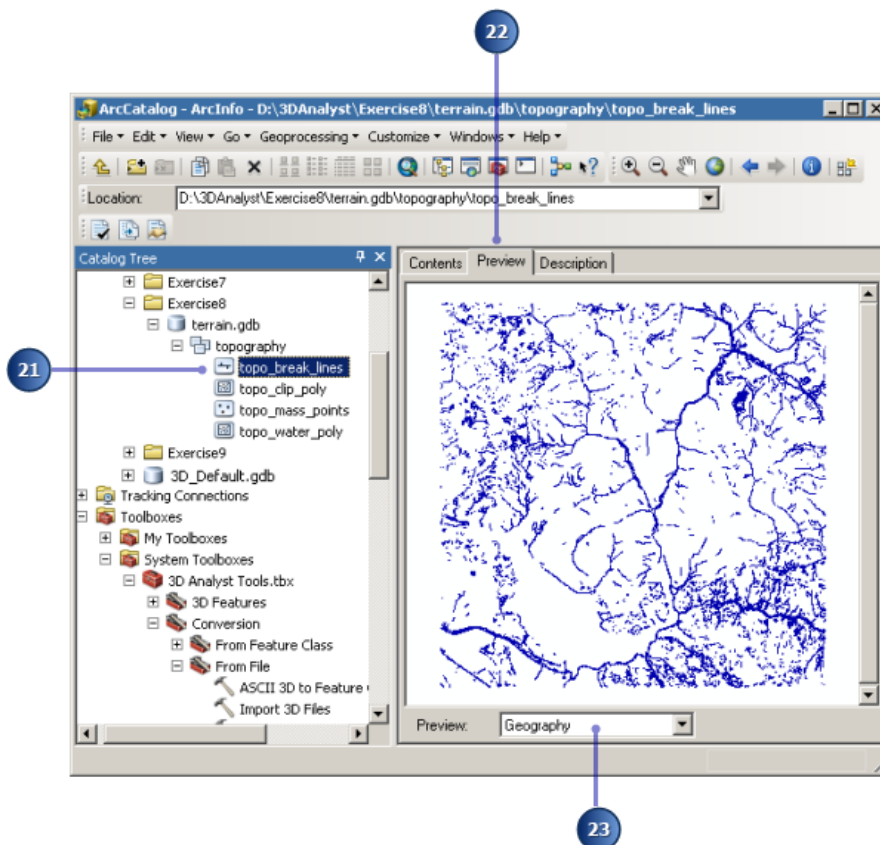 22
ArcCatalog - ArcInfo - D:\3DAnalyst\Exercise8\terrain.gdb\topography\topo_break_lines
File Edit View Go Geoprocessing Customize Windows Help
Location: D:\3DAnalyst\Exercise8\terrain.gdb\topography\topo_break_lines
Catalog Tree
Contents Preview Description
Exercise7
Exercise8
terrain.gdb
topography
21
topo_break_lines
topo_clip_poly
topo_mass_points
topo_water_poly
Exercise9
3D_Default.gdb
Tracking Connections
Toolboxes
My Toolboxes
System Toolboxes
3D Analyst Tools.tbx
3D Features
Conversion
From Feature Class
From File
ASCII 3D to Feature
Import 3D Files
Preview: Geography
23